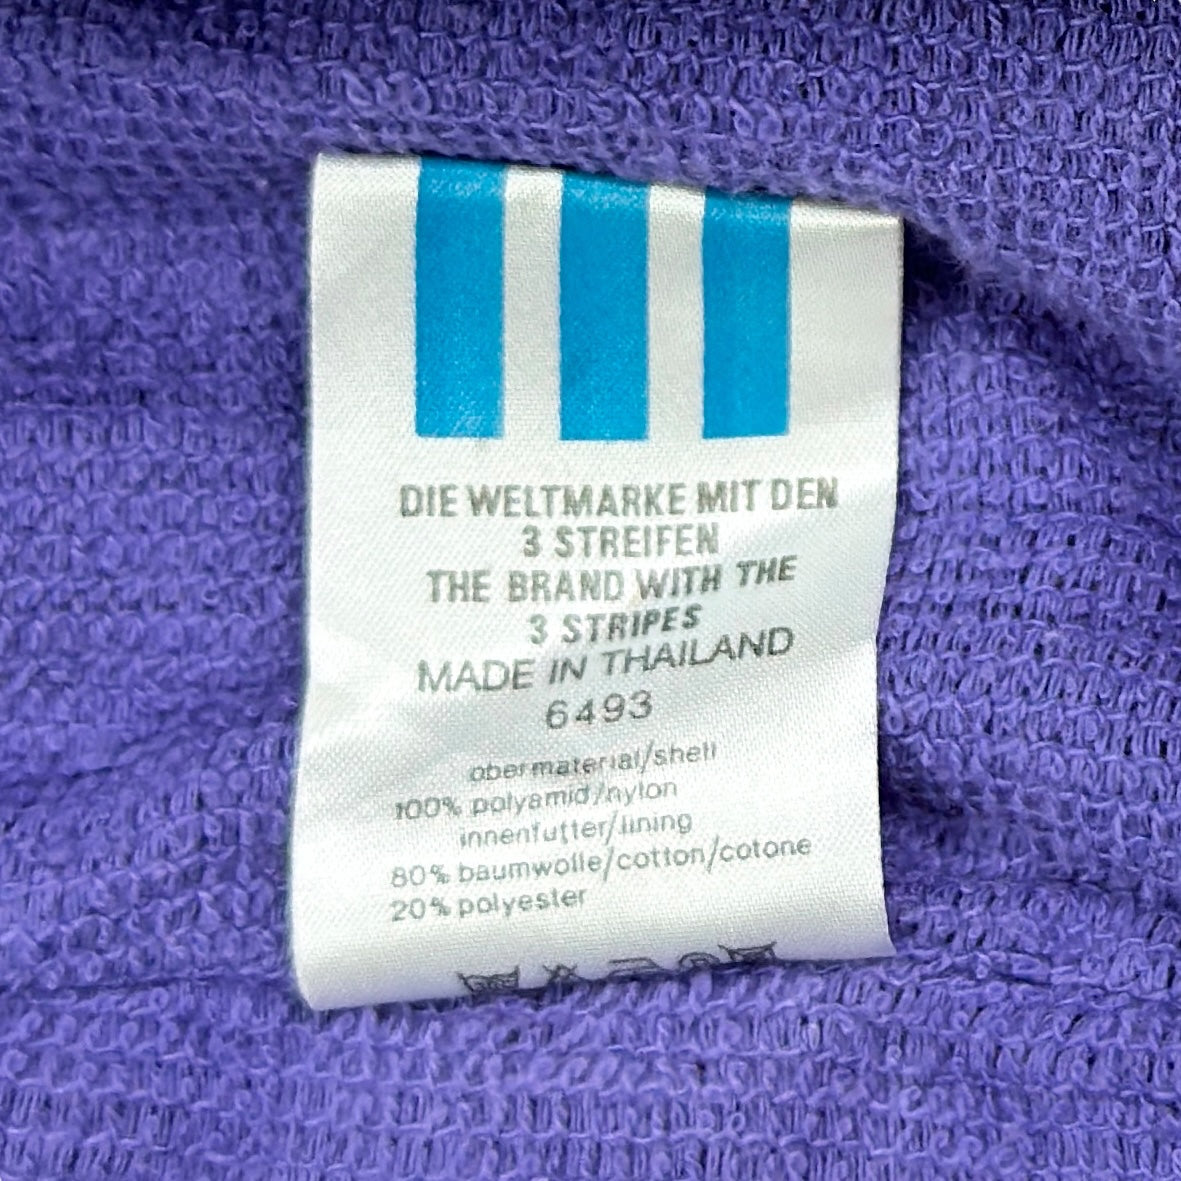 DIE WELTMARKE MIT DEN
3 STREIFEN
THE BRAND WITH THE
3 STRIPES
MADE IN THAILAND
6493
obermaterial/shell
100% polyamid/nylon
innenfutter/lining
80% baumwolle/cotton/cotone
20% polyester